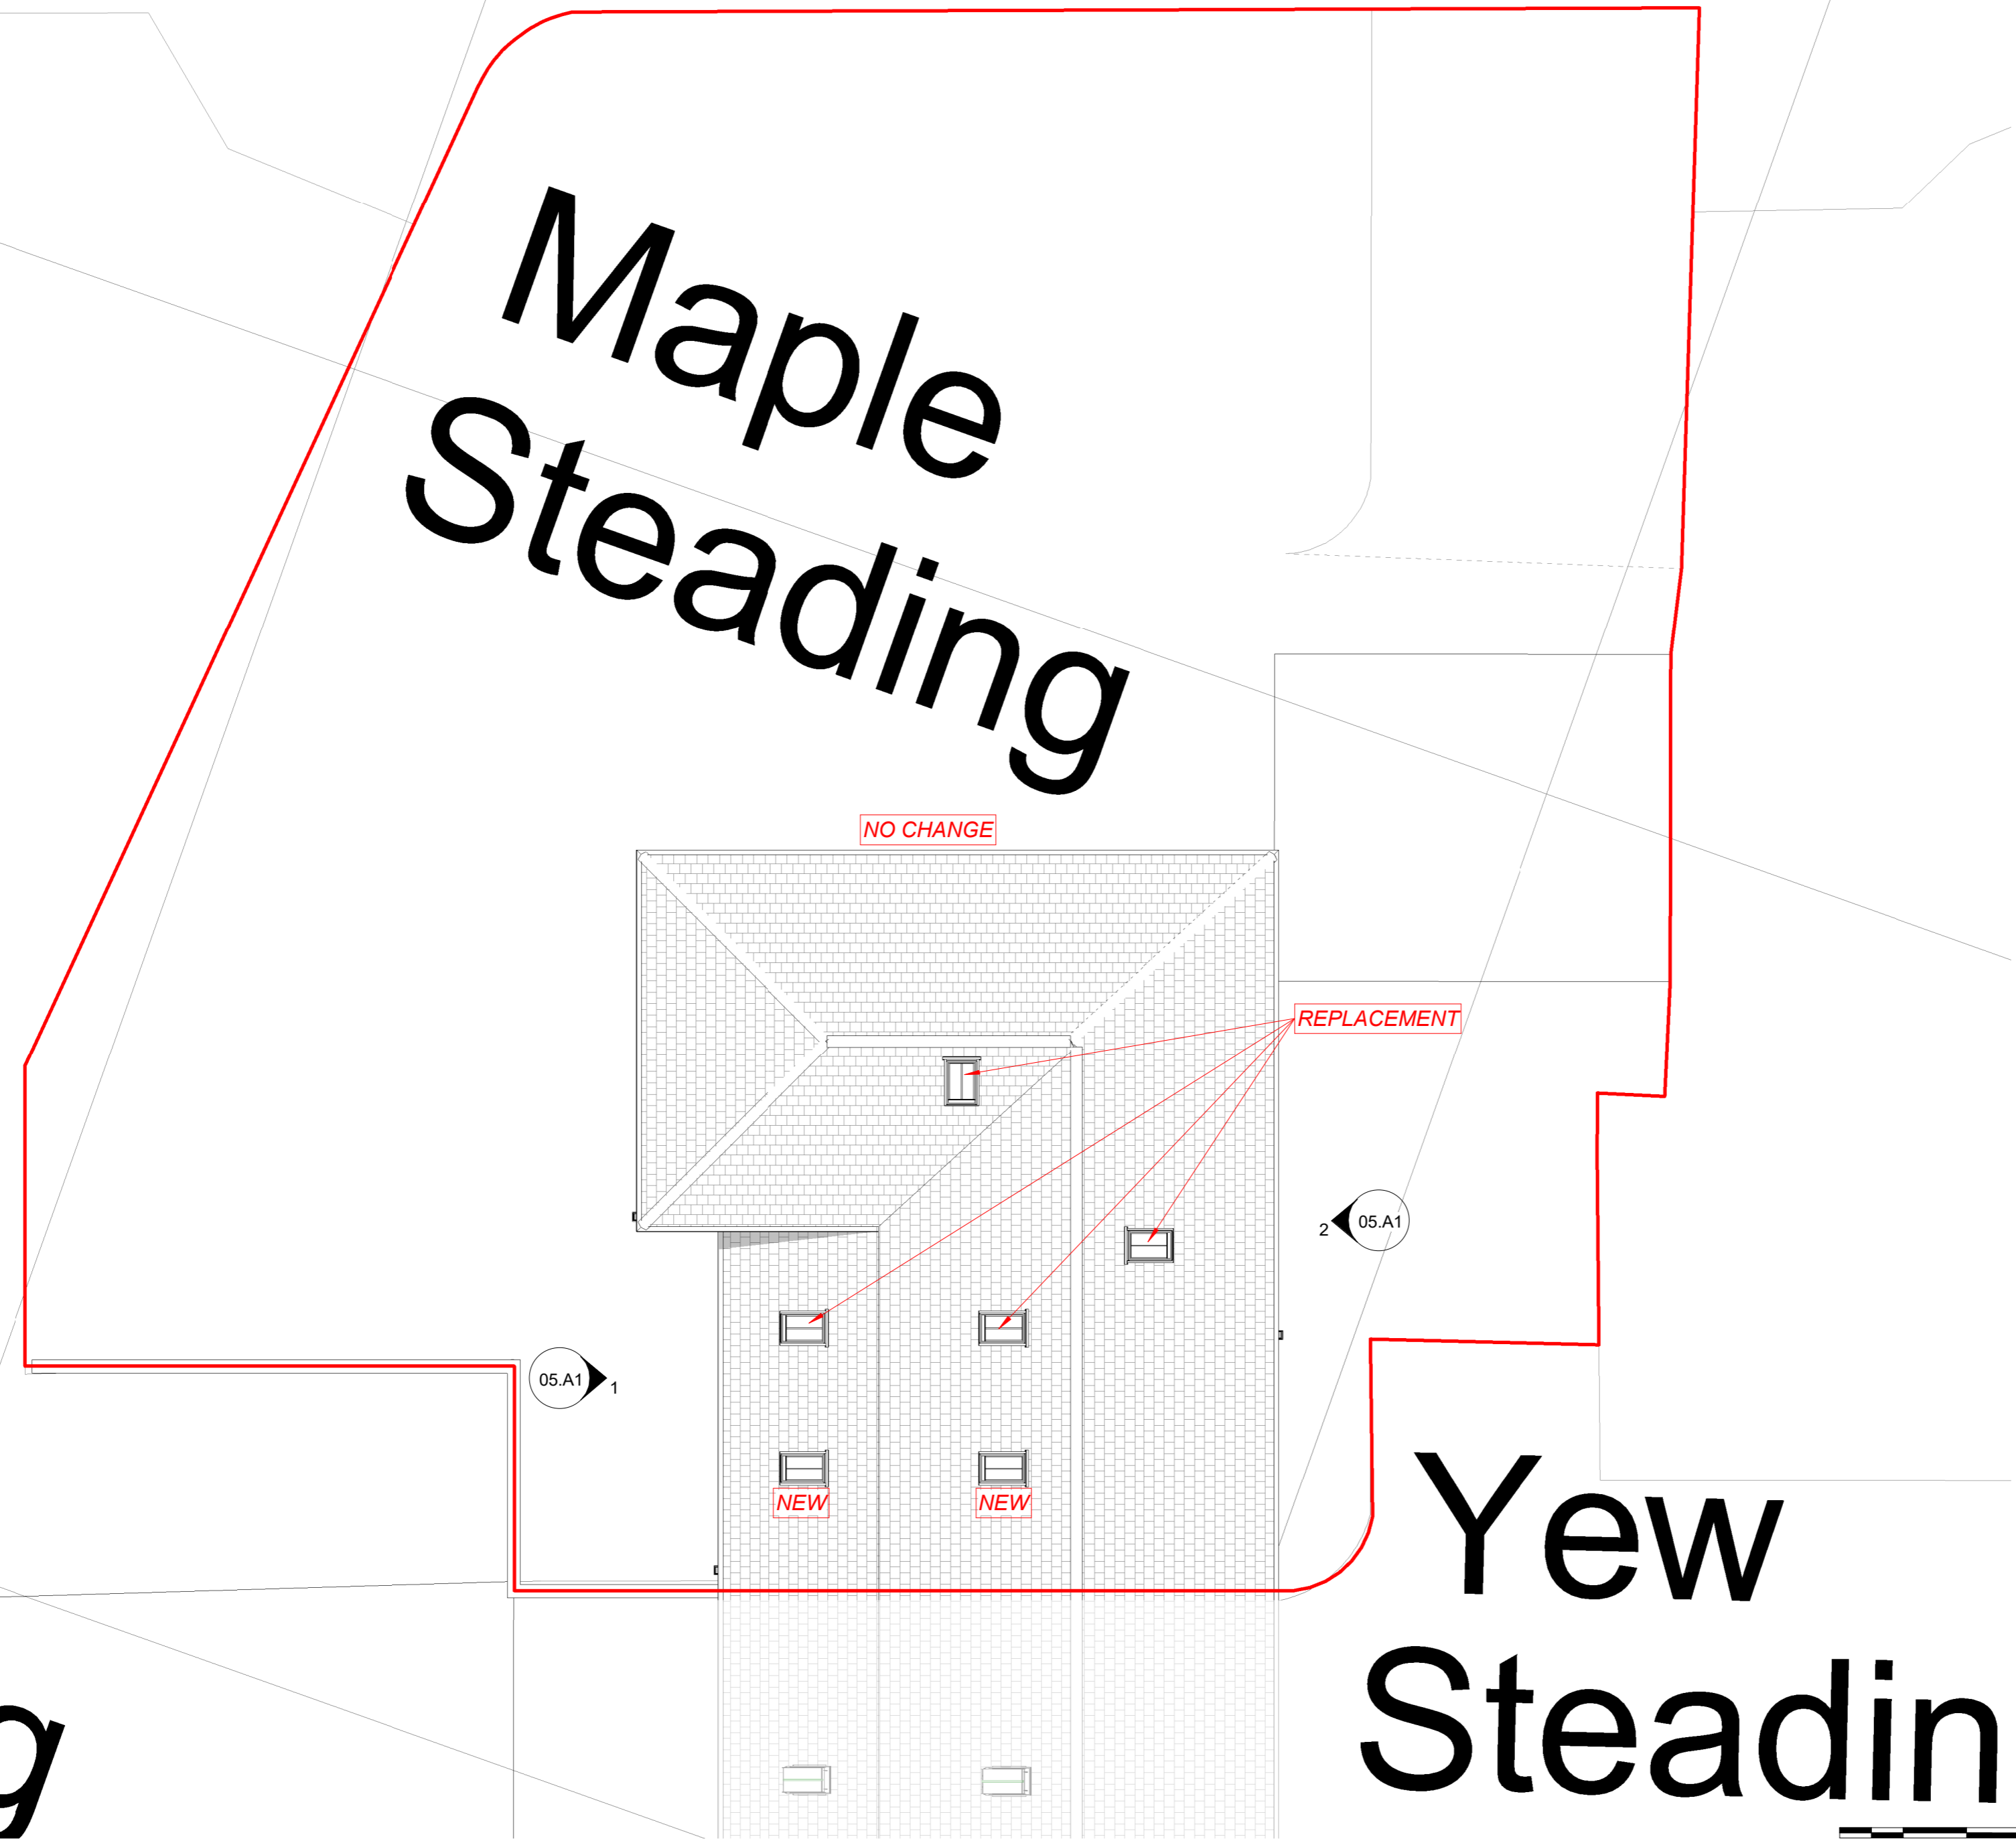 Maple
Steading
NO CHANGE
REPLACEMENT
2
05.A1
05.A1
1
NEW
NEW
Yew
Steadin
g